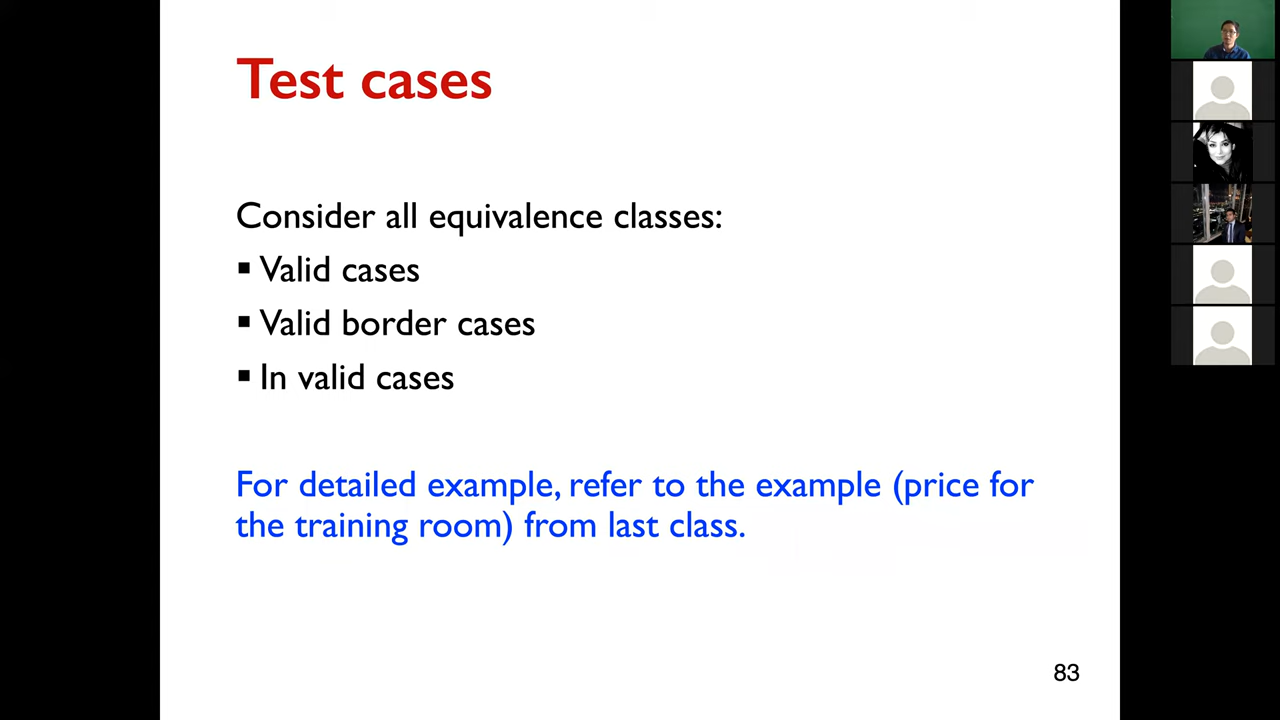 Test cases
Consider all equivalence classes:
▪ Valid cases
▪ Valid border cases
▪ In valid cases
For detailed example, refer to the example (price for
the training room) from last class.
83